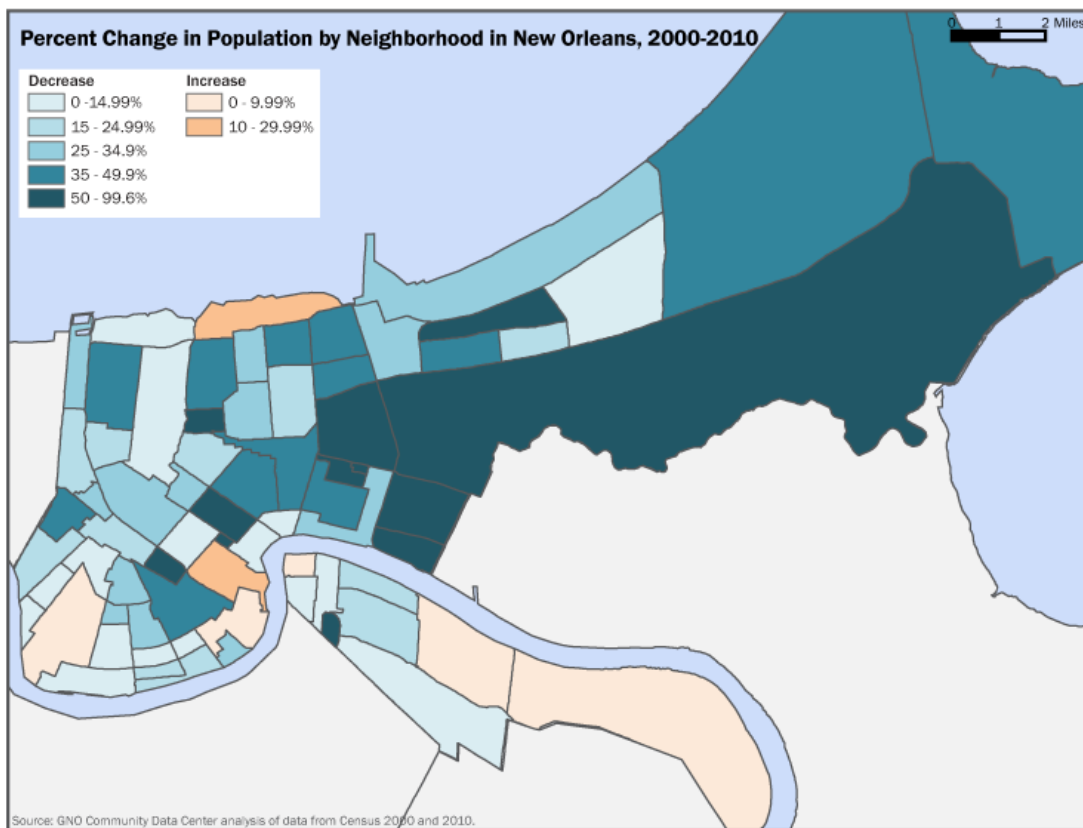 Percent Change in Population by Neighborhood in New Orleans, 2000-2010
0 1 2 Miles
Decrease
0 -14.99%
15 - 24.99%
25 - 34.9%
35 - 49.9%
50 - 99.6%
Increase
0 - 9.99%
10 - 29.99%
Source: GNO Community Data Center analysis of data from Census 2000 and 2010.